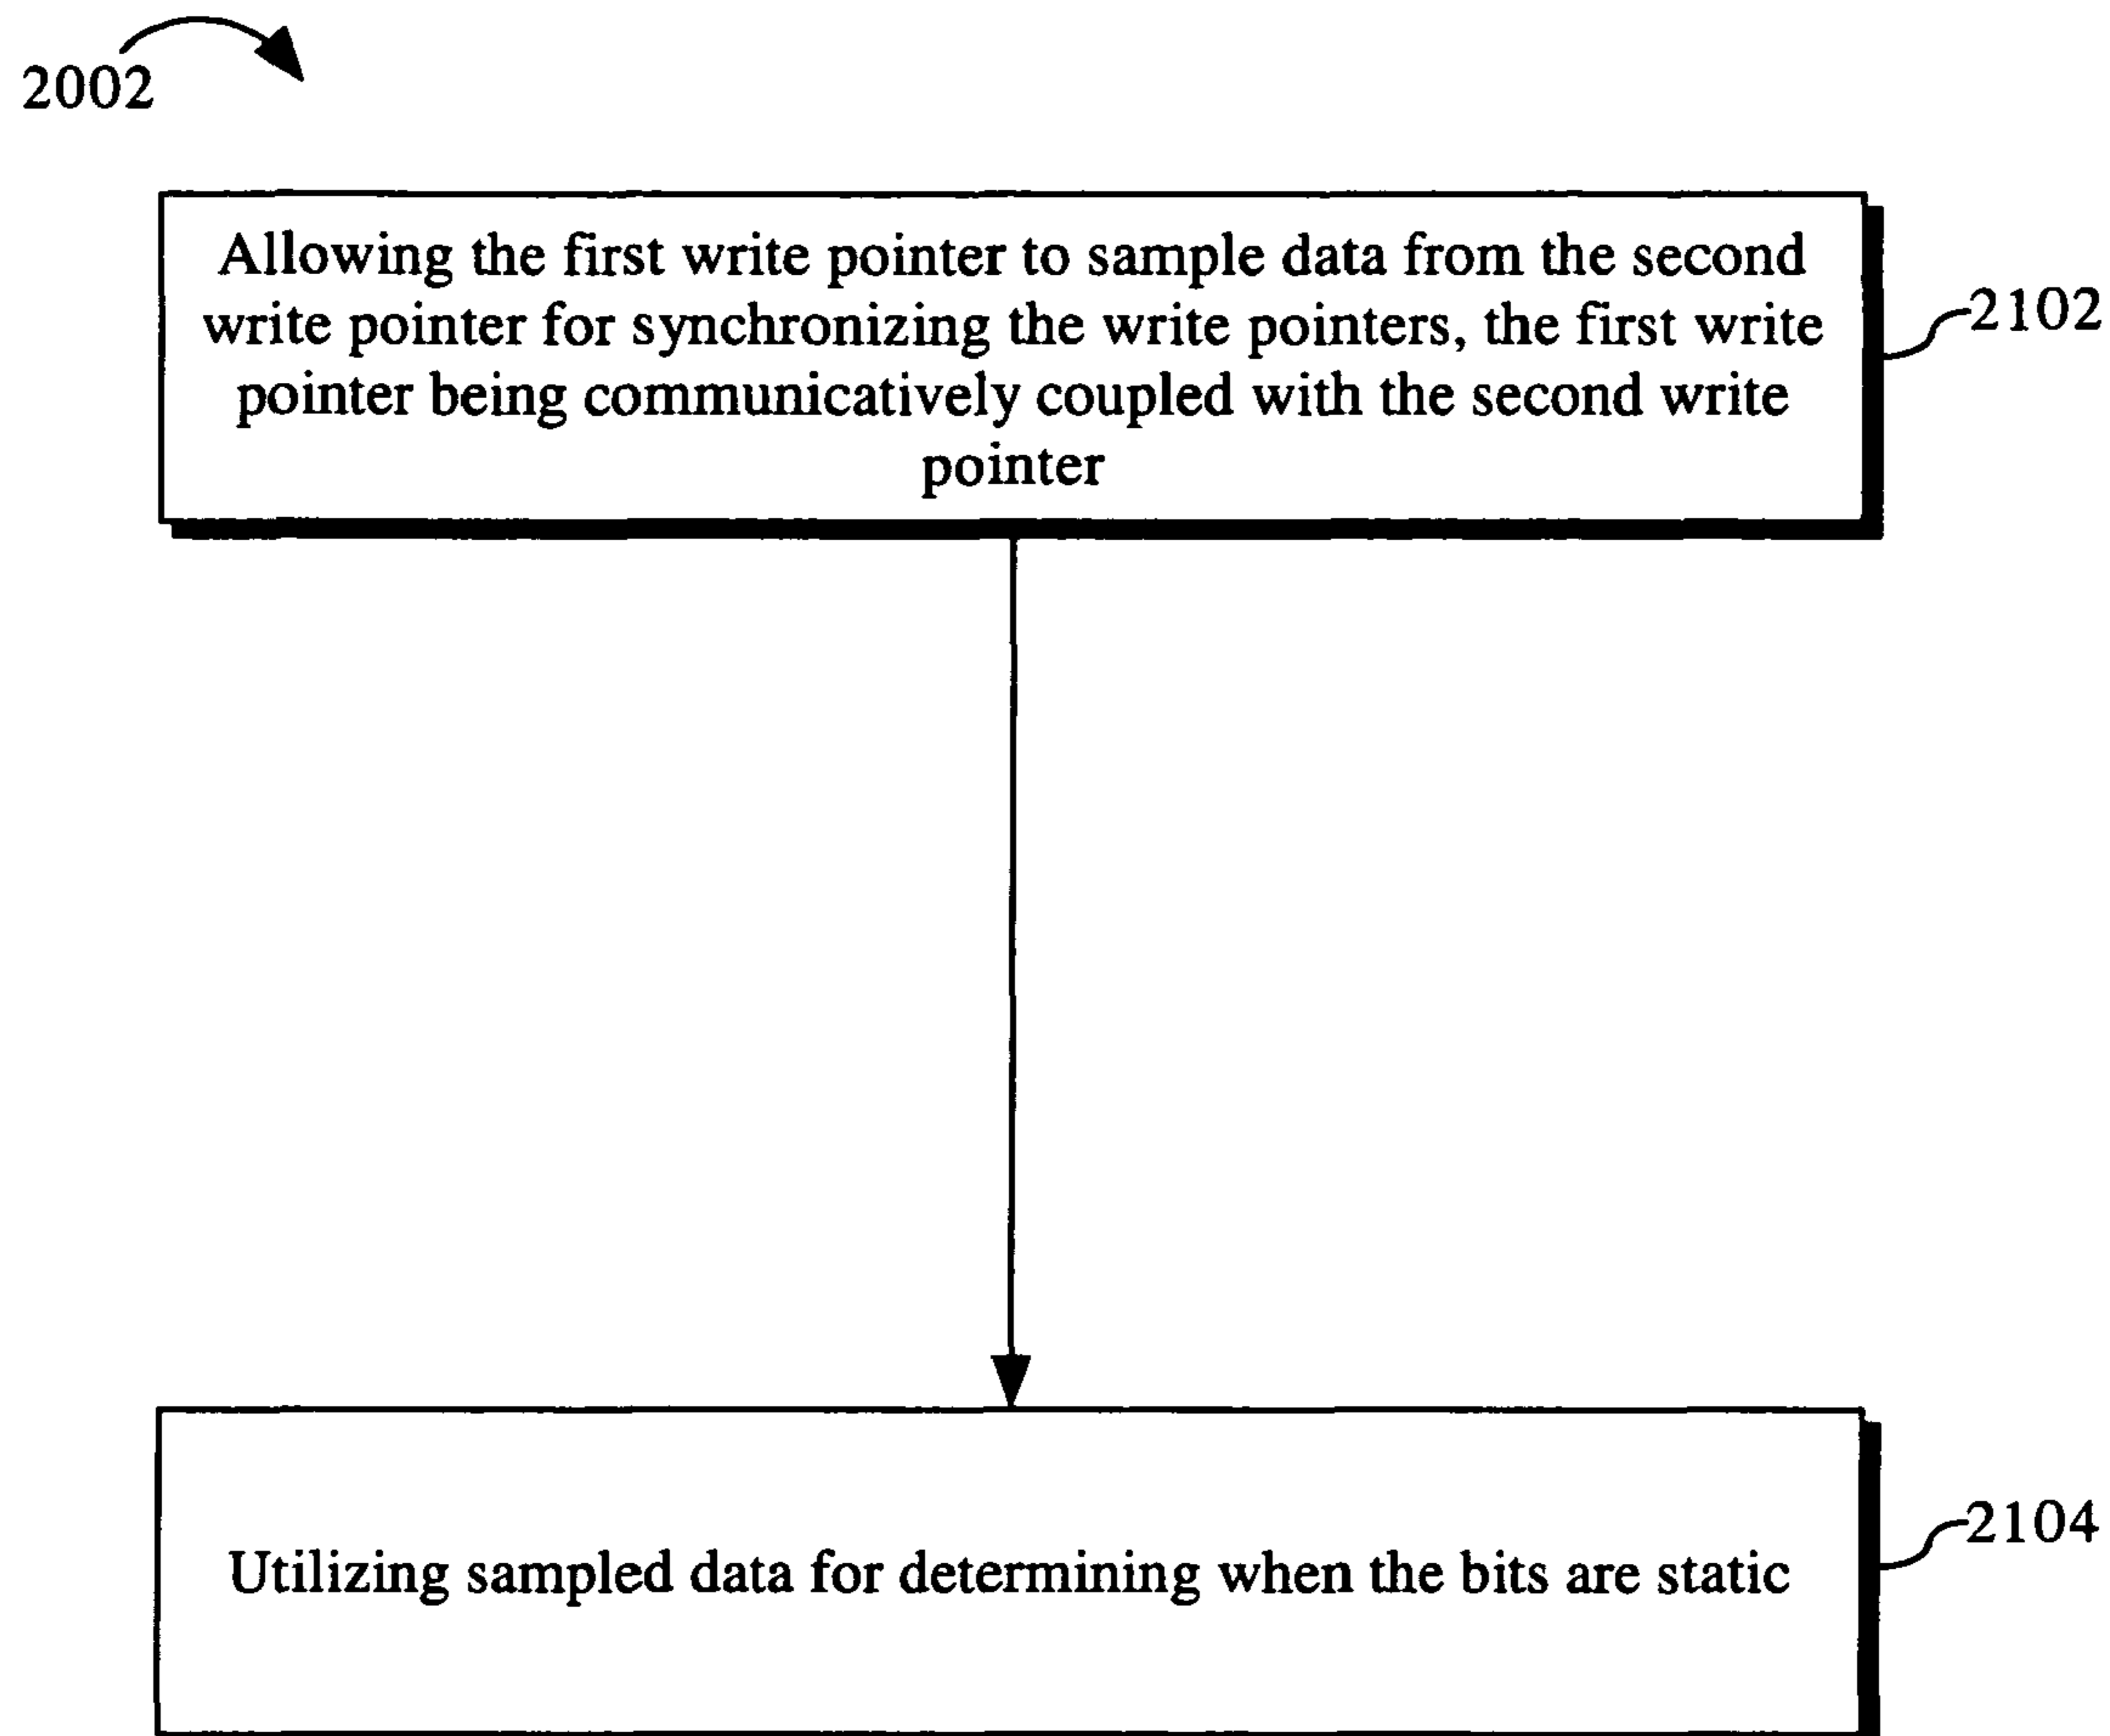 2002
Allowing the first write pointer to sample data from the second
write pointer for synchronizing the write pointers, the first write
pointer being communicatively coupled with the second write
pointer
2102
Utilizing sampled data for determining when the bits are static
2104